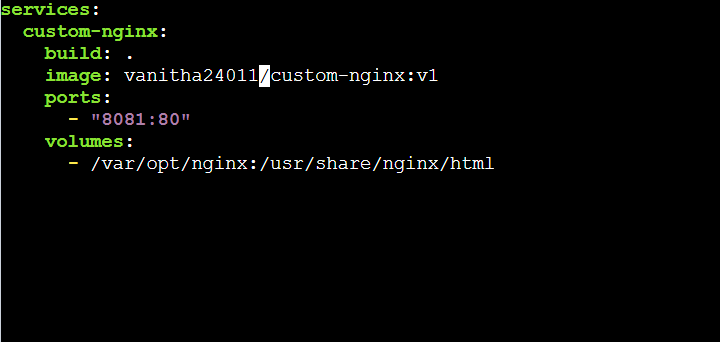 services:
  custom-nginx:
    build: .
    image: vanitha24011/custom-nginx:v1
    ports:
      - "8081:80"
    volumes:
      - /var/opt/nginx:/usr/share/nginx/html